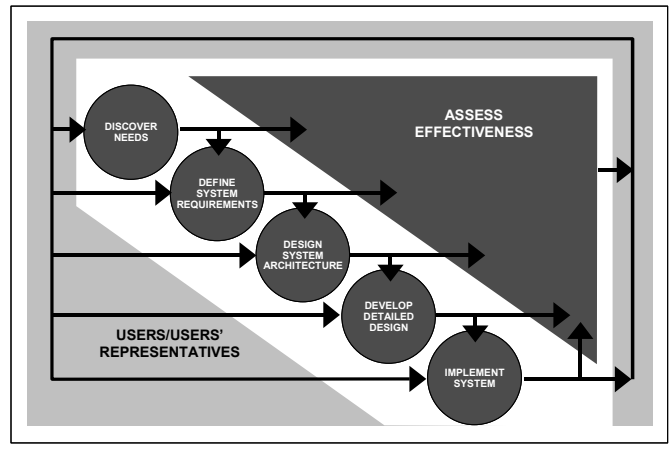 ASSESS
EFFECTIVENESS
DISCOVER
NEEDS
DEFINE
SYSTEM
REQUIREMENTS
DESIGN
SYSTEM
ARCHITECTURE
DEVELOP
DETAILED
DESIGN
USERS/USERS’
REPRESENTATIVES
IMPLEMENT
SYSTEM